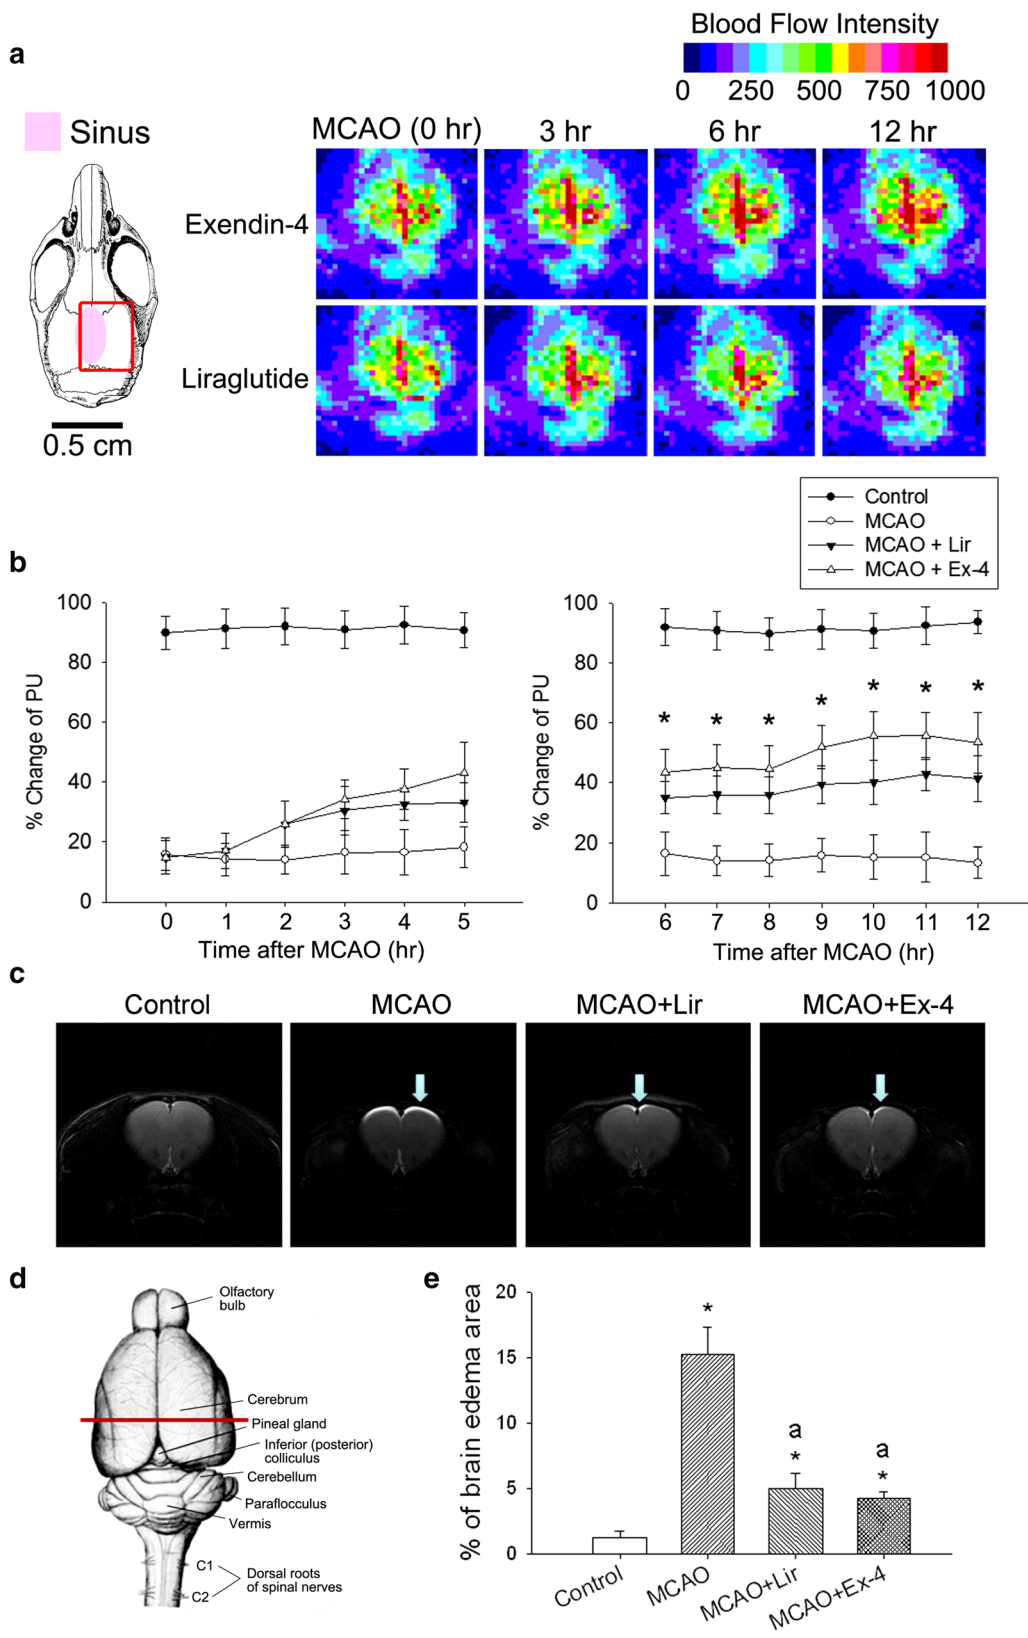 a
Blood Flow Intensity
0 250 500 750 1000
Sinus
MCAO (0 hr) 3 hr 6 hr 12 hr
Exendin-4
Liraglutide
0.5 cm
Control
MCAO
MCAO + Lir
MCAO + Ex-4
b
% Change of PU
100
80
60
40
20
0
0 1 2 3 4 5
Time after MCAO (hr)
% Change of PU
100
80
60
40
20
0
* * * * * * *
6 7 8 9 10 11 12
Time after MCAO (hr)
c
Control MCAO MCAO+Lir MCAO+Ex-4
d
Olfactory
bulb
Cerebrum
Pineal gland
Inferior (posterior)
colliculus
Cerebellum
Paraflocculus
Vermis
C1
C2
Dorsal roots
of spinal nerves
e
% of brain edema area
20
15
10
5
0
*
a
*
a
*
Control MCAO MCAO+Lir MCAO+Ex-4